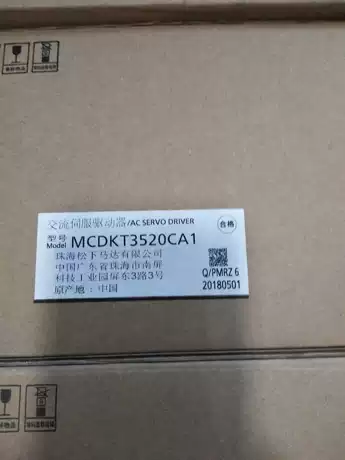 交流伺服驱动器/AC SERVO DRIVER
合格
型号 Model MCDKT3520CA1
珠海松下马达有限公司
中国广东省珠海市南屏
科技工业园屏东3路3号
原产地：中国
Q/PMRZ 6
20180501